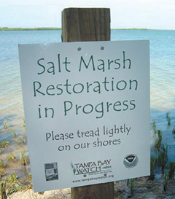 Salt Marsh
Restoration
in Progress
Please tread lightly
on our shores
TAMPA BAY
WATCH